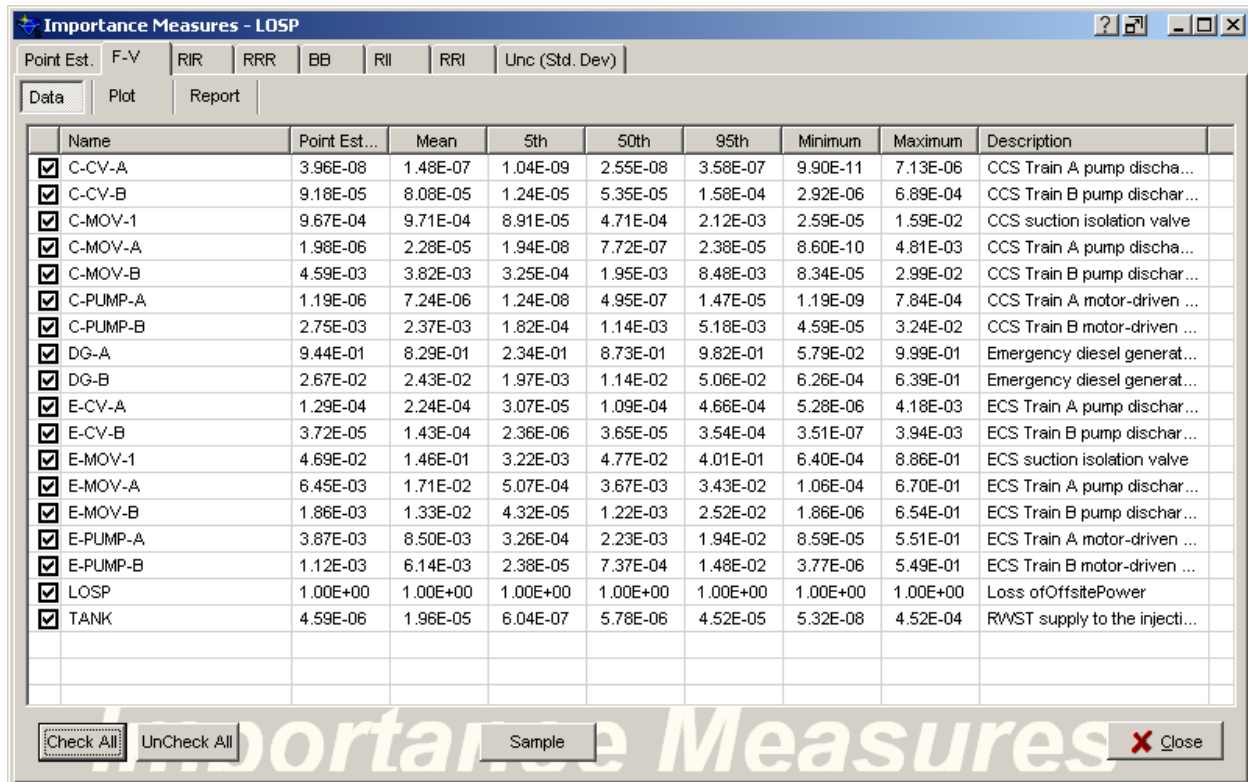 Importance Measures - LOSP
Point Est. F-V RIR RRR BB RII RRI Unc (Std. Dev)
Data Plot Report
Name Point Est... Mean 5th 50th 95th Minimum Maximum Description
C-CV-A 3.96E-08 1.48E-07 1.04E-09 2.55E-08 3.58E-07 9.90E-11 7.13E-06 CCS Train A pump discha...
C-CV-B 9.18E-05 8.08E-05 1.24E-05 5.35E-05 1.58E-04 2.92E-06 6.89E-04 CCS Train B pump dischar...
C-MOV-1 9.67E-04 9.71E-04 8.91E-05 4.71E-04 2.12E-03 2.59E-05 1.59E-02 CCS suction isolation valve
C-MOV-A 1.98E-06 2.28E-05 1.94E-08 7.72E-07 2.38E-05 8.60E-10 4.81E-03 CCS Train A pump discha...
C-MOV-B 4.59E-03 3.82E-03 3.25E-04 1.95E-03 8.48E-03 8.34E-05 2.99E-02 CCS Train B pump dischar...
C-PUMP-A 1.19E-06 7.24E-06 1.24E-08 4.95E-07 1.47E-05 1.19E-09 7.84E-04 CCS Train A motor-driven ...
C-PUMP-B 2.75E-03 2.37E-03 1.82E-04 1.14E-03 5.18E-03 4.59E-05 3.24E-02 CCS Train B motor-driven ...
DG-A 9.44E-01 8.29E-01 2.34E-01 8.73E-01 9.82E-01 5.79E-02 9.99E-01 Emergency diesel generat...
DG-B 2.67E-02 2.43E-02 1.97E-03 1.14E-02 5.06E-02 6.26E-04 6.39E-01 Emergency diesel generat...
E-CV-A 1.29E-04 2.24E-04 3.07E-05 1.09E-04 4.66E-04 5.28E-06 4.18E-03 ECS Train A pump dischar...
E-CV-B 3.72E-05 1.43E-04 2.36E-06 3.65E-05 3.54E-04 3.51E-07 3.94E-03 ECS Train B pump dischar...
E-MOV-1 4.69E-02 1.46E-01 3.22E-03 4.77E-02 4.01E-01 6.40E-04 8.86E-01 ECS suction isolation valve
E-MOV-A 6.45E-03 1.71E-02 5.07E-04 3.67E-03 3.43E-02 1.06E-04 6.70E-01 ECS Train A pump dischar...
E-MOV-B 1.86E-03 1.33E-02 4.32E-05 1.22E-03 2.52E-02 1.86E-06 6.54E-01 ECS Train B pump dischar...
E-PUMP-A 3.87E-03 8.50E-03 3.26E-04 2.23E-03 1.94E-02 8.59E-05 5.51E-01 ECS Train A motor-driven ...
E-PUMP-B 1.12E-03 6.14E-03 2.38E-05 7.37E-04 1.48E-02 3.77E-06 5.49E-01 ECS Train B motor-driven ...
LOSP 1.00E+00 1.00E+00 1.00E+00 1.00E+00 1.00E+00 1.00E+00 1.00E+00 Loss ofOffsitePower
TANK 4.59E-06 1.96E-05 6.04E-07 5.78E-06 4.52E-05 5.32E-08 4.52E-04 RWST supply to the injecti...
Importance Measures
Check All UnCheck All Sample Close